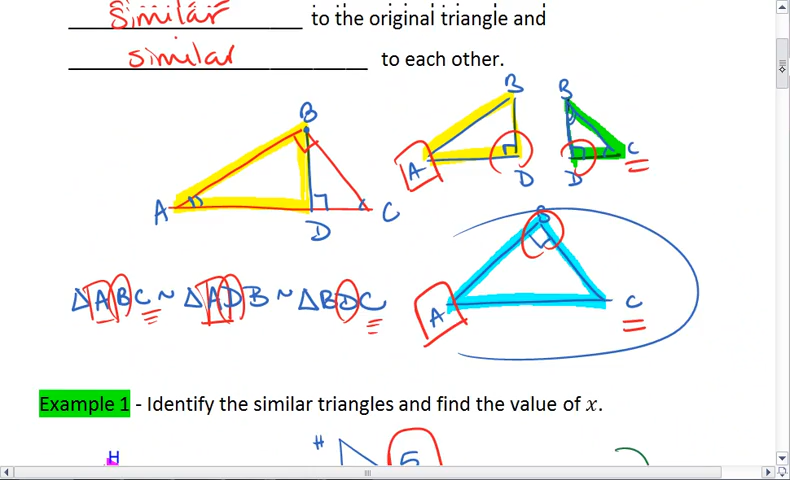 similar to the original triangle and
similar to each other.
B
A
D
C
B
A
D
B
D
C
B
A
C
ΔABC ~ ΔADB ~ ΔBDC
Example 1 - Identify the similar triangles and find the value of x.
H
H
5